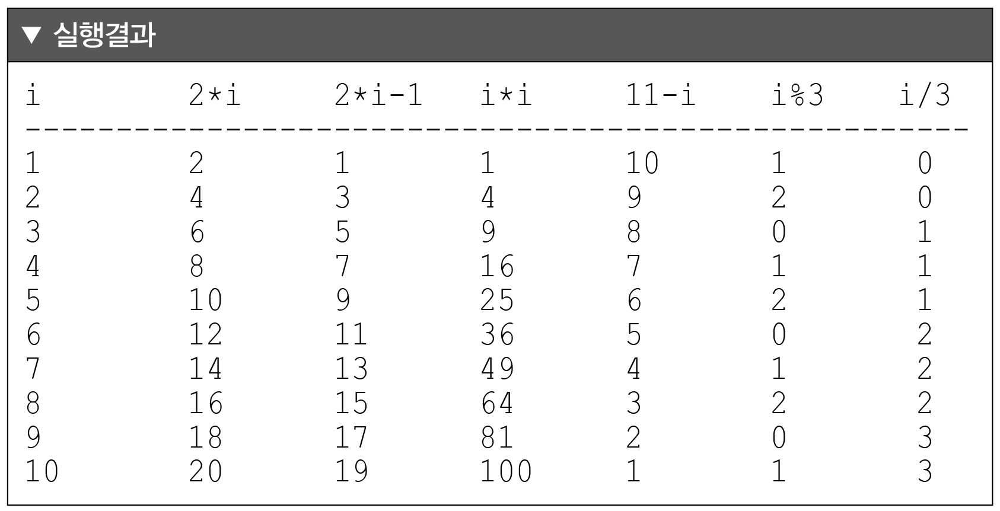 ▼ 실행결과
i 2*i 2*i-1 i*i 11-i i%3 i/3
----------------------------------------------------
1 2 1 1 10 1 0
2 4 3 4 9 2 0
3 6 5 9 8 0 1
4 8 7 16 7 1 1
5 10 9 25 6 2 1
6 12 11 36 5 0 2
7 14 13 49 4 1 2
8 16 15 64 3 2 2
9 18 17 81 2 0 3
10 20 19 100 1 1 3